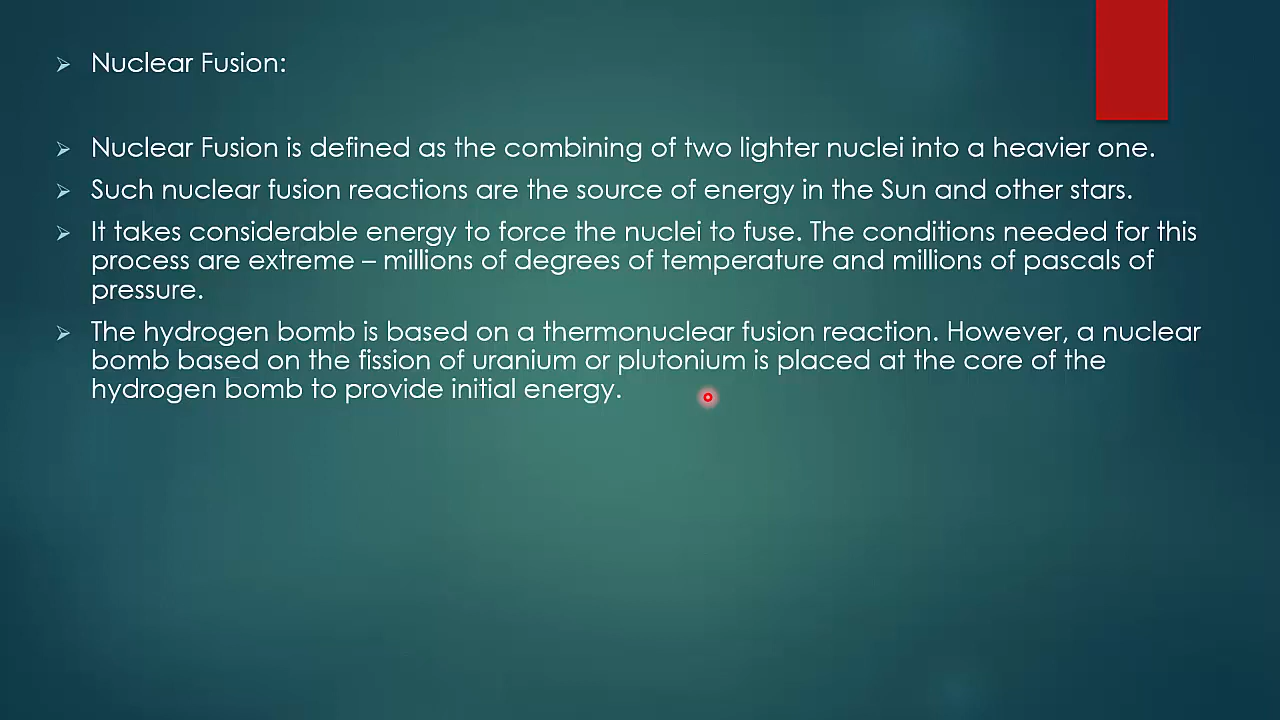 Nuclear Fusion:
Nuclear Fusion is defined as the combining of two lighter nuclei into a heavier one.
Such nuclear fusion reactions are the source of energy in the Sun and other stars.
It takes considerable energy to force the nuclei to fuse. The conditions needed for this
process are extreme – millions of degrees of temperature and millions of pascals of
pressure.
The hydrogen bomb is based on a thermonuclear fusion reaction. However, a nuclear
bomb based on the fission of uranium or plutonium is placed at the core of the
hydrogen bomb to provide initial energy.